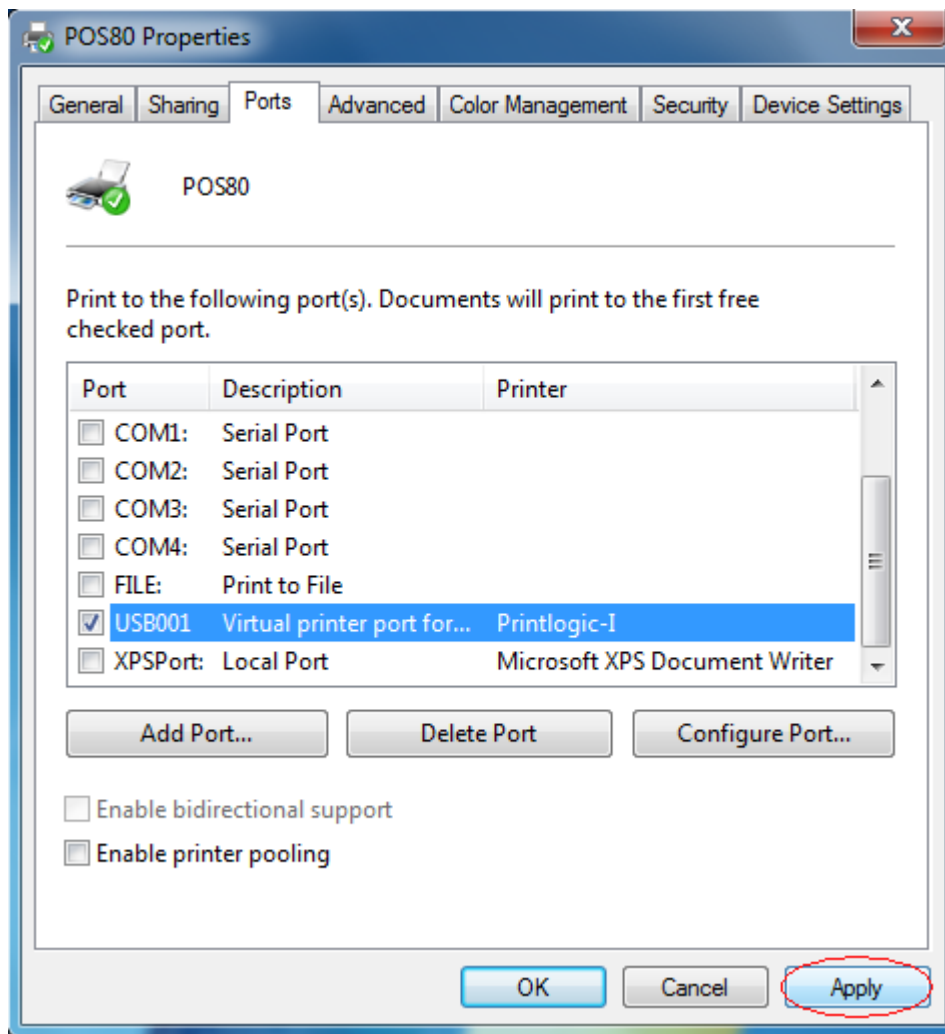 POS80 Properties
General Sharing Ports Advanced Color Management Security Device Settings
POS80
Print to the following port(s). Documents will print to the first free
checked port.
Port Description Printer
COM1: Serial Port
COM2: Serial Port
COM3: Serial Port
COM4: Serial Port
FILE: Print to File
USB001 Virtual printer port for... Printlogic-I
XPSPort: Local Port Microsoft XPS Document Writer
Add Port... Delete Port Configure Port...
Enable bidirectional support
Enable printer pooling
OK Cancel Apply